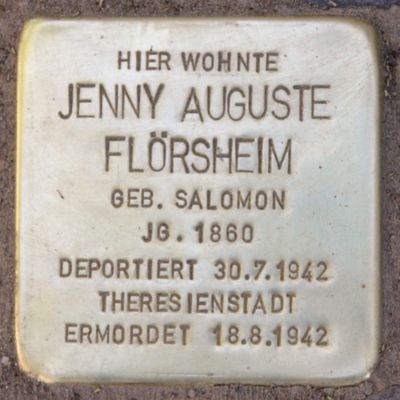 HIER WOHNTE
JENNY AUGUSTE
FLÖRSHEIM
GEB. SALOMON
JG. 1860
DEPORTIERT 30.7.1942
THERESIENSTADT
ERMORDET 18.8.1942